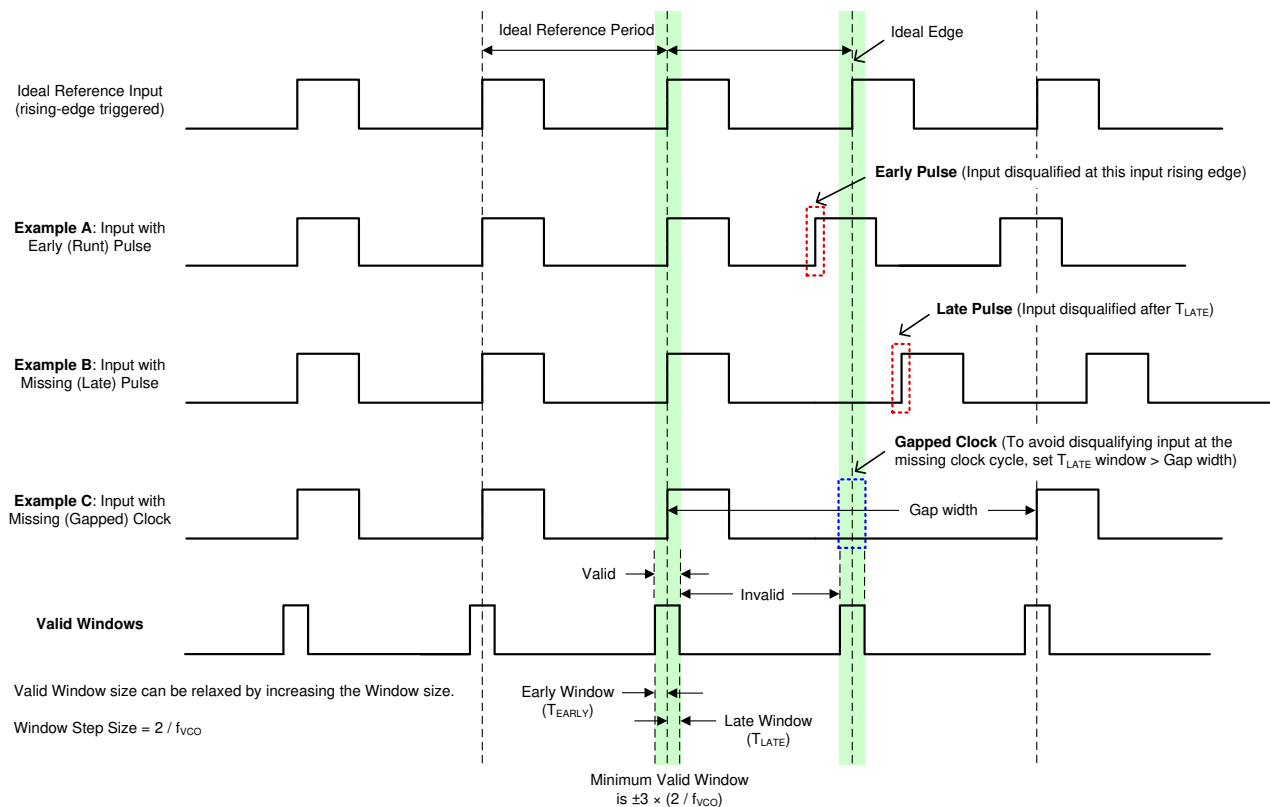 Ideal Reference Period
Ideal Edge
Ideal Reference Input
(rising-edge triggered)
Early Pulse (Input disqualified at this input rising edge)
Example A: Input with
Early (Runt) Pulse
Late Pulse (Input disqualified after TLATE)
Example B: Input with
Missing (Late) Pulse
Gapped Clock (To avoid disqualifying input at the
missing clock cycle, set TLATE window > Gap width)
Example C: Input with
Missing (Gapped) Clock
Gap width
Valid
Invalid
Valid Windows
Valid Window size can be relaxed by increasing the Window size.
Window Step Size = 2 / fVCO
Early Window
(TEARLY)
Late Window
(TLATE)
Minimum Valid Window
is ±3 × (2 / fVCO)